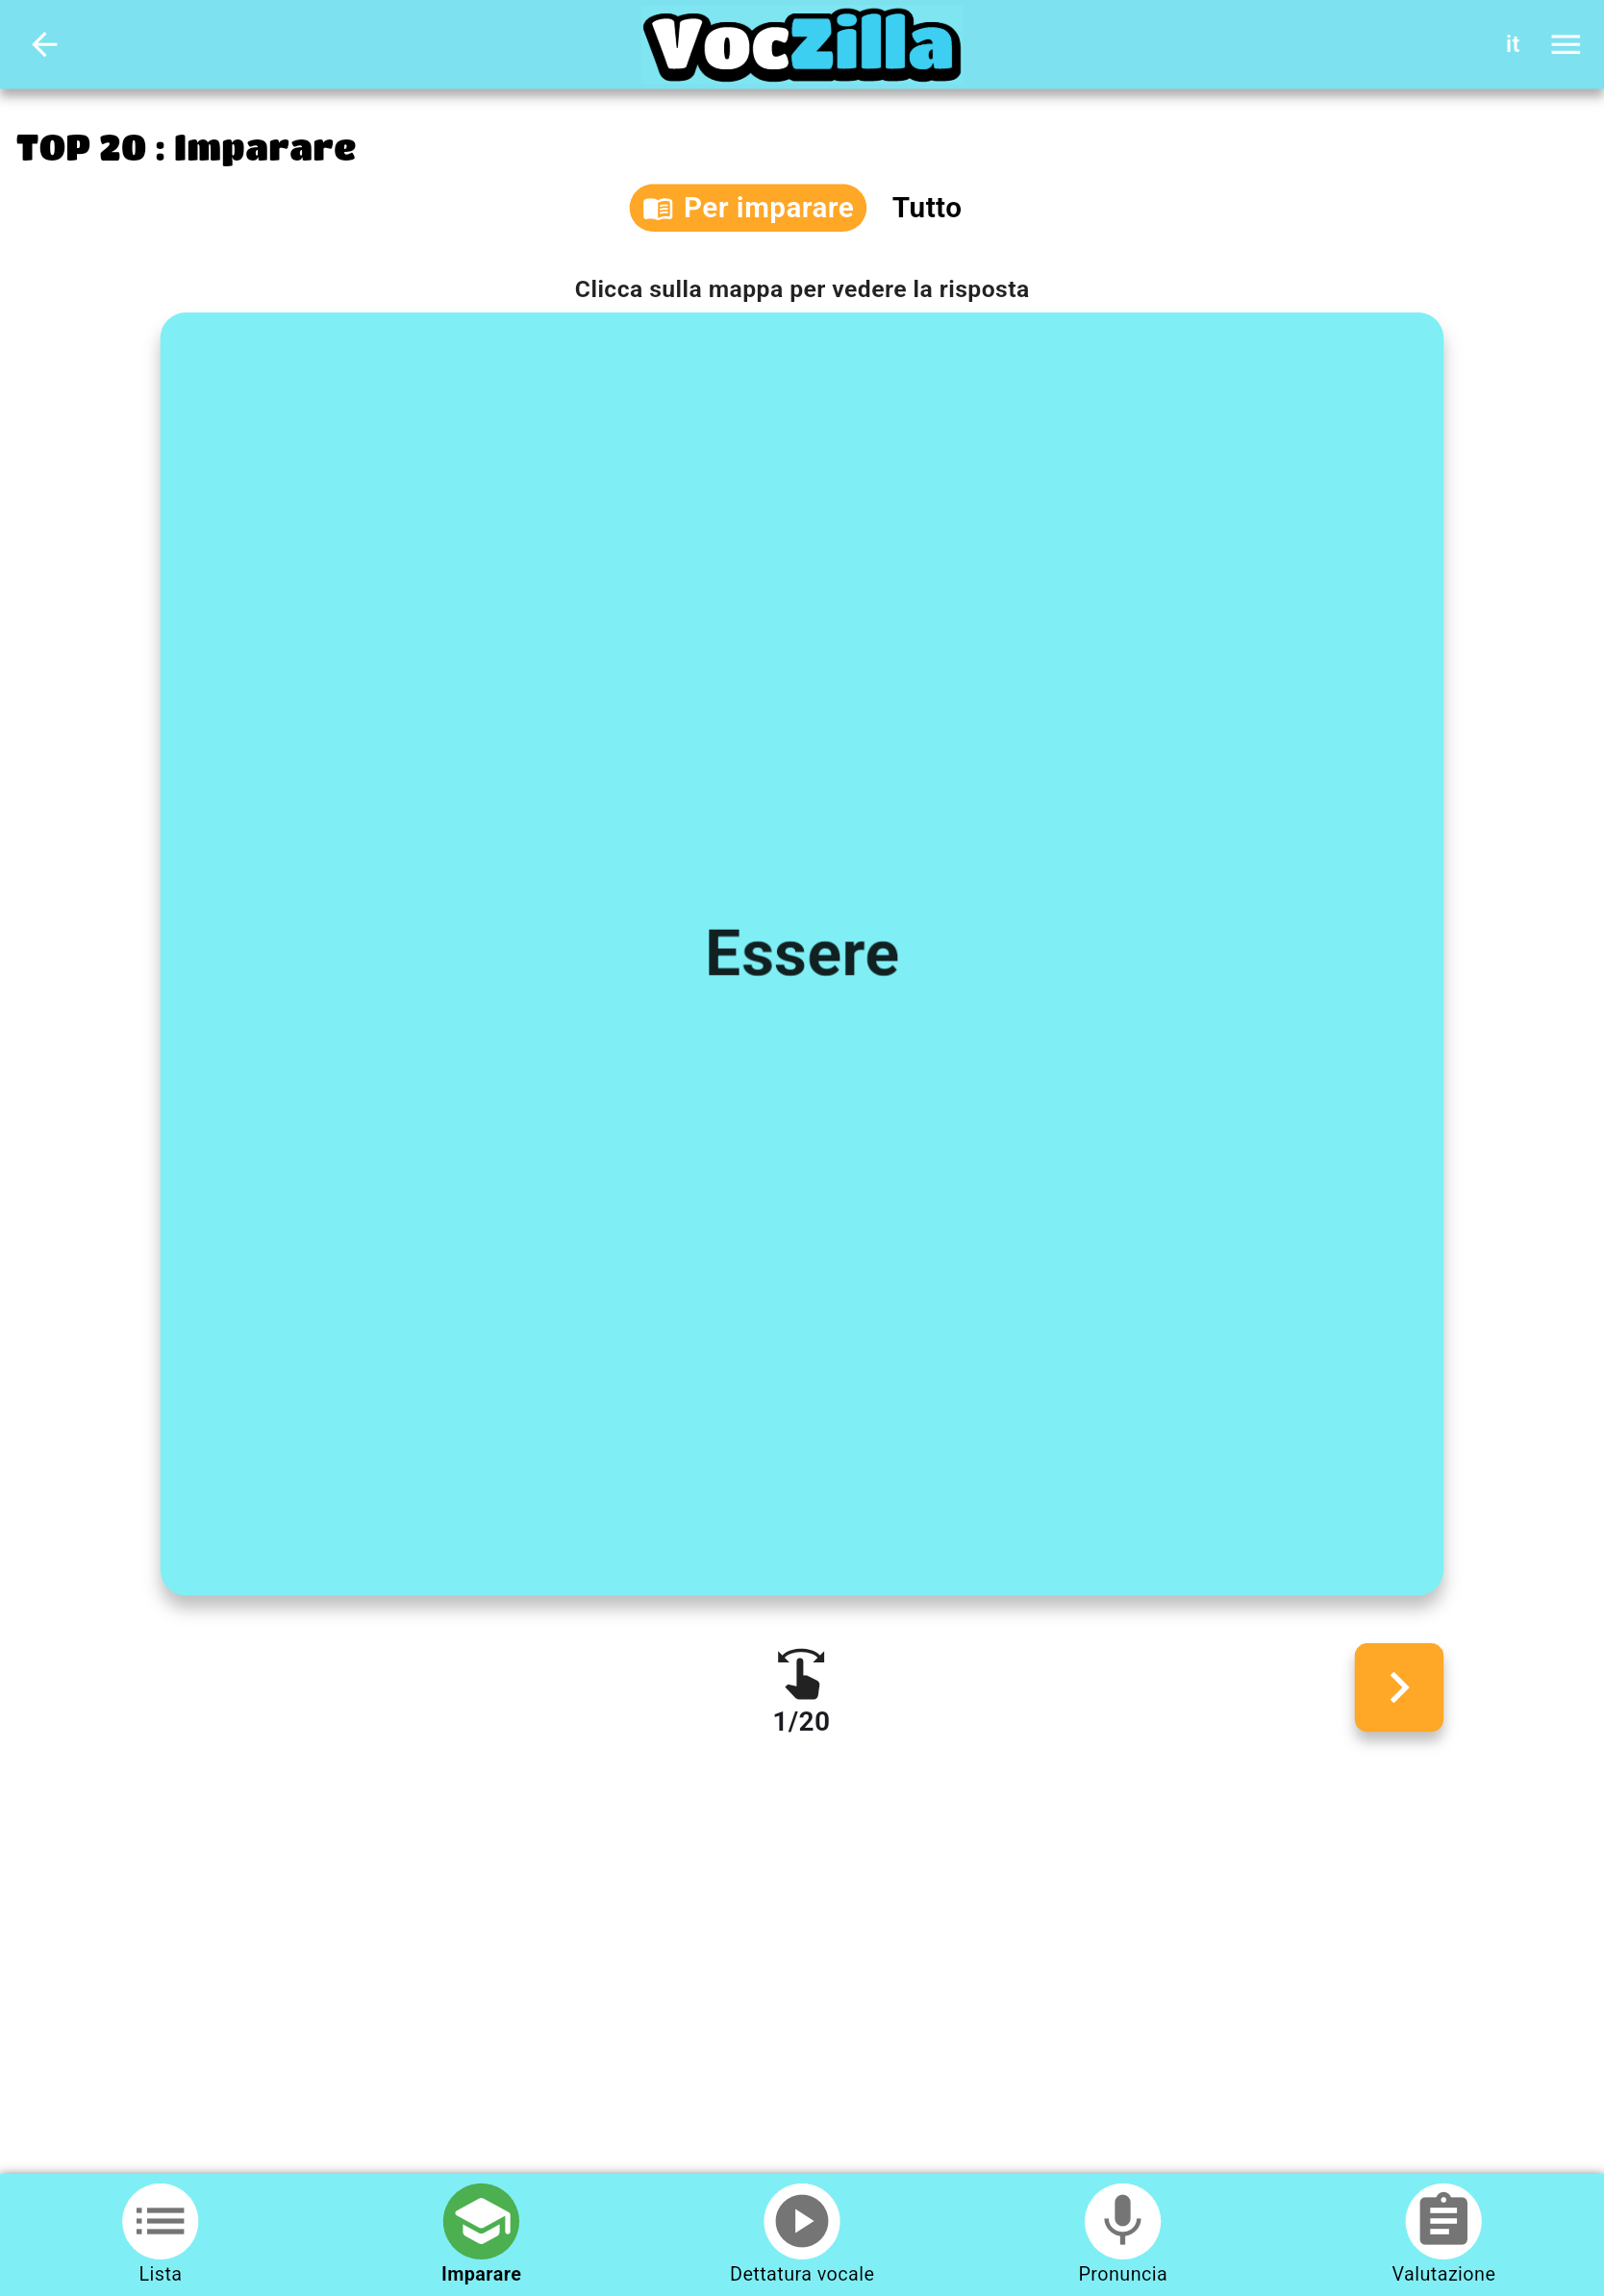 VocZilla
it
TOP 20 : Imparare
Per imparare
Tutto
Clicca sulla mappa per vedere la risposta
Essere
1/20
Lista
Imparare
Dettatura vocale
Pronuncia
Valutazione